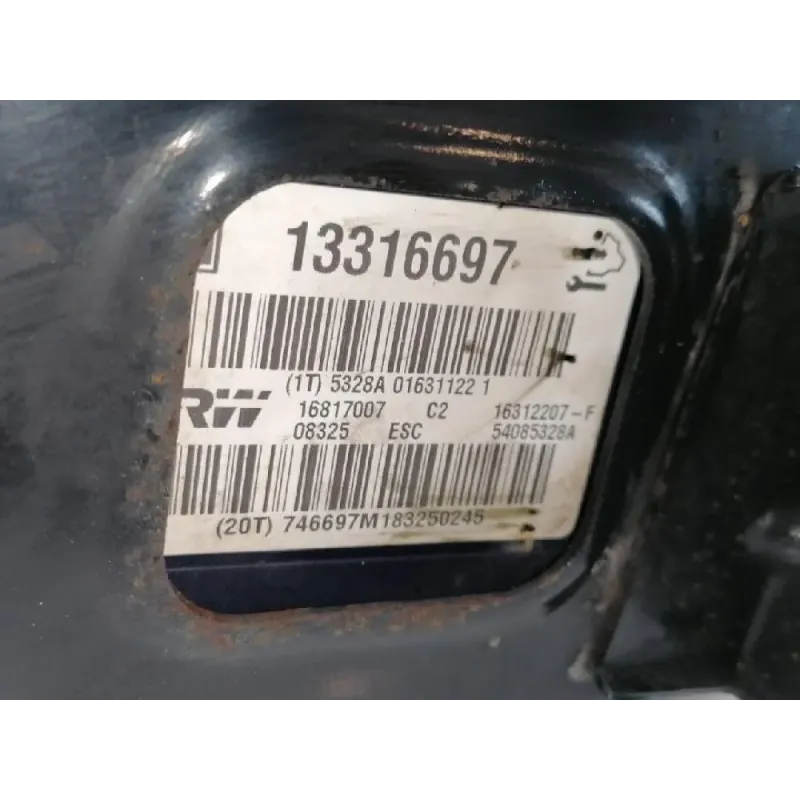 13316697
(1T) 5328A 01631122 1
RW 16817007 C2 16312207-F
08325 ESC 54085328A
(20T) 746697M183250245